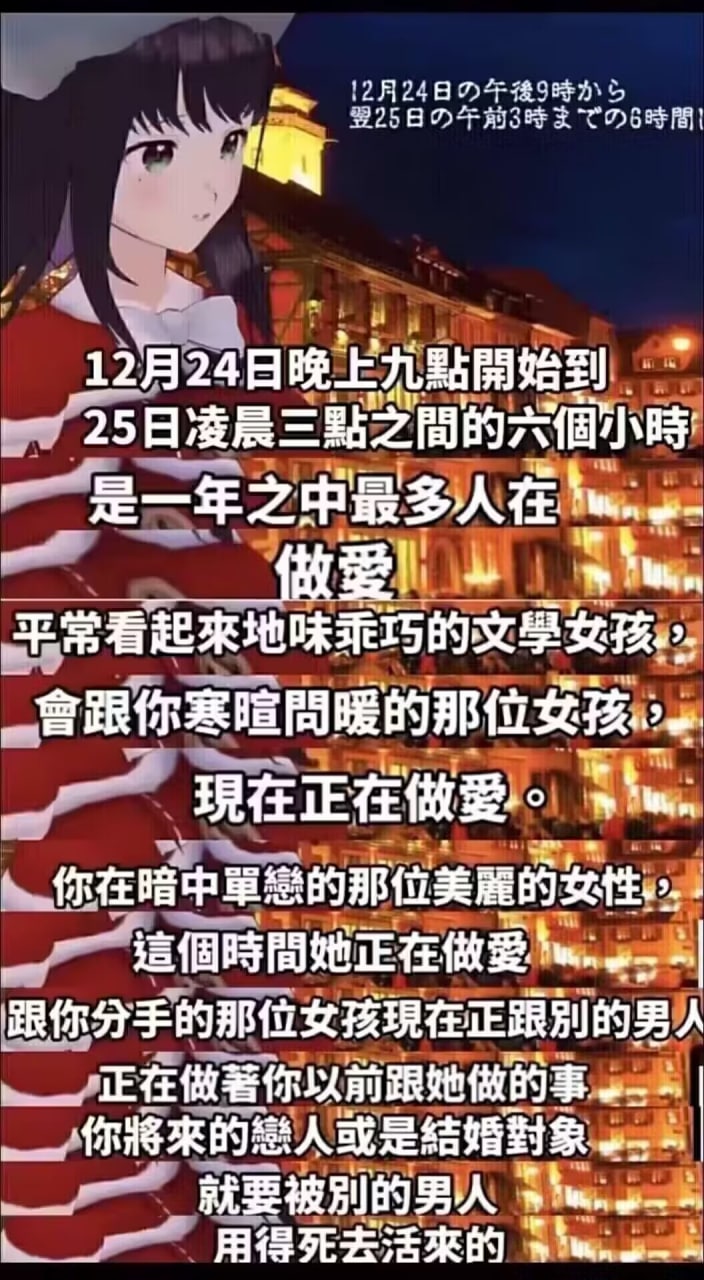 12月24日の午後9時から
翌25日の午前3時までの6時間に
12月24日晚上九點開始到
25日凌晨三點之間的六個小時
是一年之中最多人在
做愛
平常看起來地味乖巧的文學女孩，
會跟你寒暄問暖的那位女孩，
現在正在做愛。
你在暗中單戀的那位美麗的女性，
這個時間她正在做愛
跟你分手的那位女孩現在正跟別的男人
正在做著你以前跟她做的事
你將來的戀人或是結婚對象
就要被別的男人
用得死去活來的